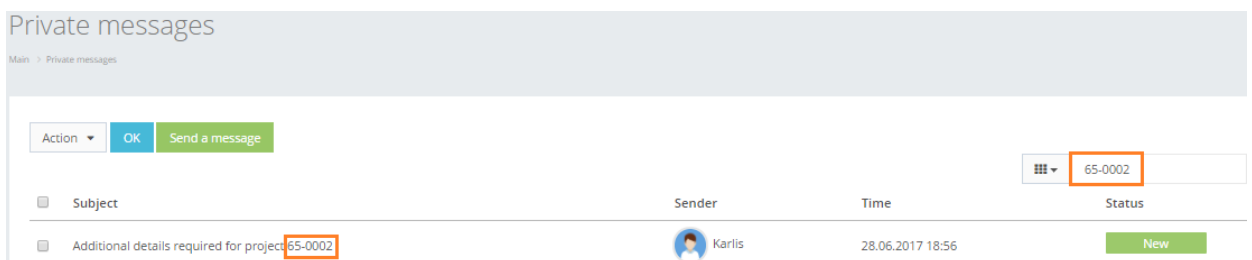 Private messages
Main > Private messages
Action OK Send a message
65-0002
Subject Sender Time Status
Additional details required for project 65-0002 Karlis 28.06.2017 18:56 New